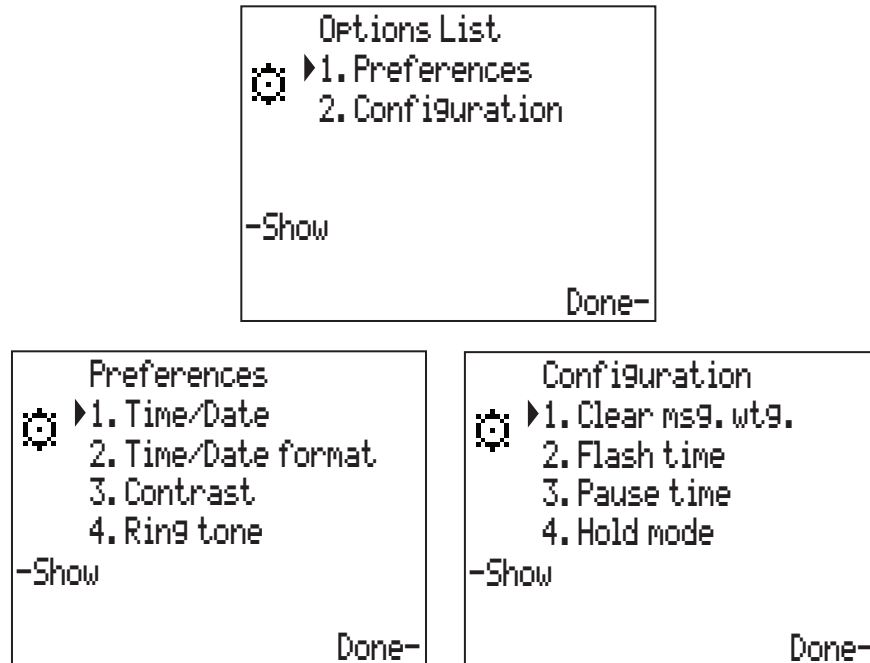 Options List
1. Preferences
2. Configuration
-Show
Done-
Preferences
1. Time/Date
2. Time/Date format
3. Contrast
4. Ring tone
-Show
Done-
Configuration
1. Clear msg. wtg.
2. Flash time
3. Pause time
4. Hold mode
-Show
Done-